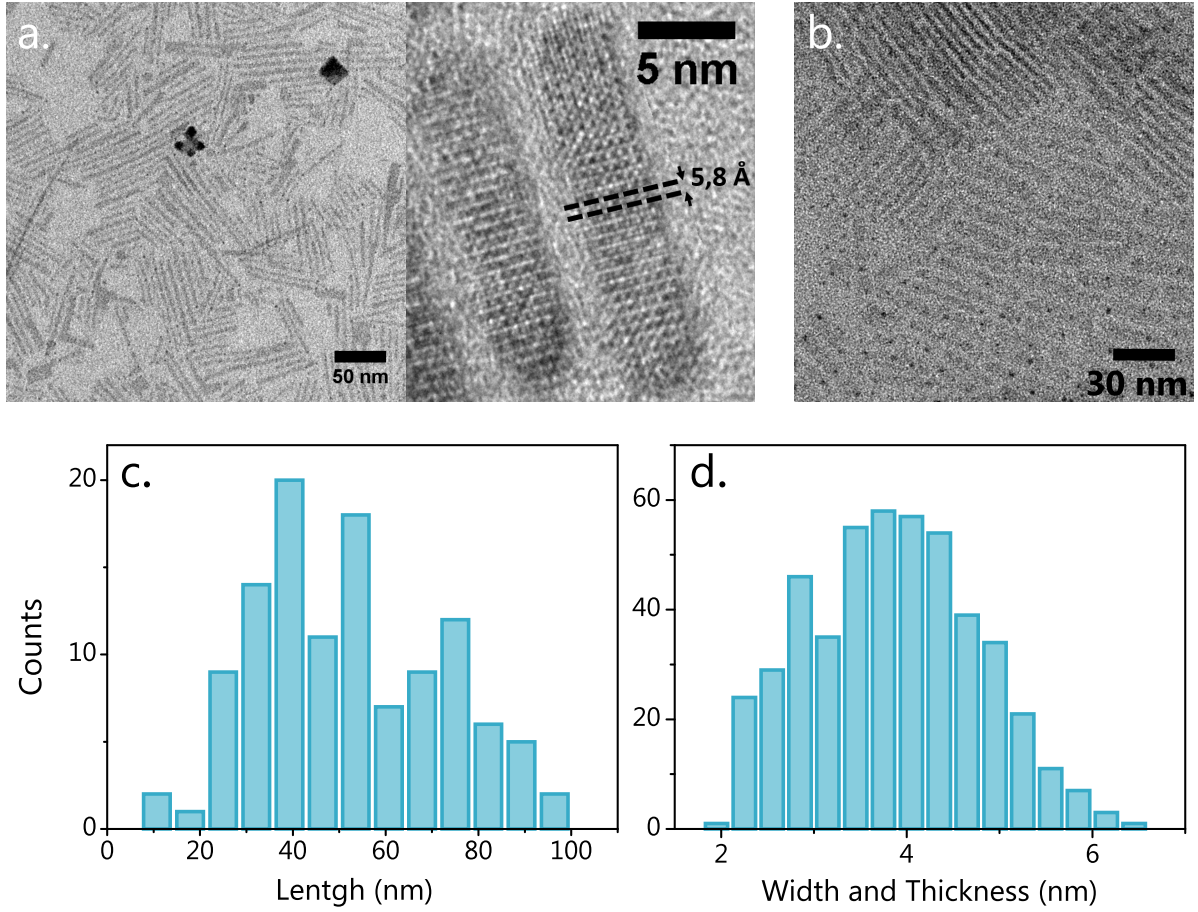 a.
50 nm
5 nm
5,8 Å
b.
30 nm
c.
20
10
0
Counts
0 20 40 60 80 100
Lentgh (nm)
d.
60
40
20
0
2 4 6
Width and Thickness (nm)